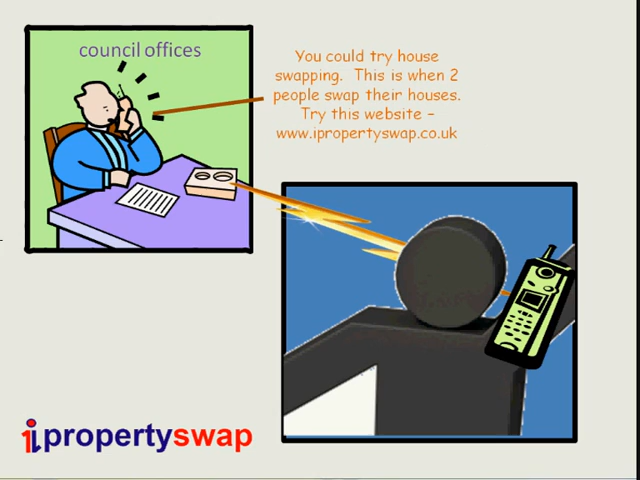 council offices
You could try house
swapping. This is when 2
people swap their houses.
Try this website –
www.ipropertyswap.co.uk
ipropertyswap